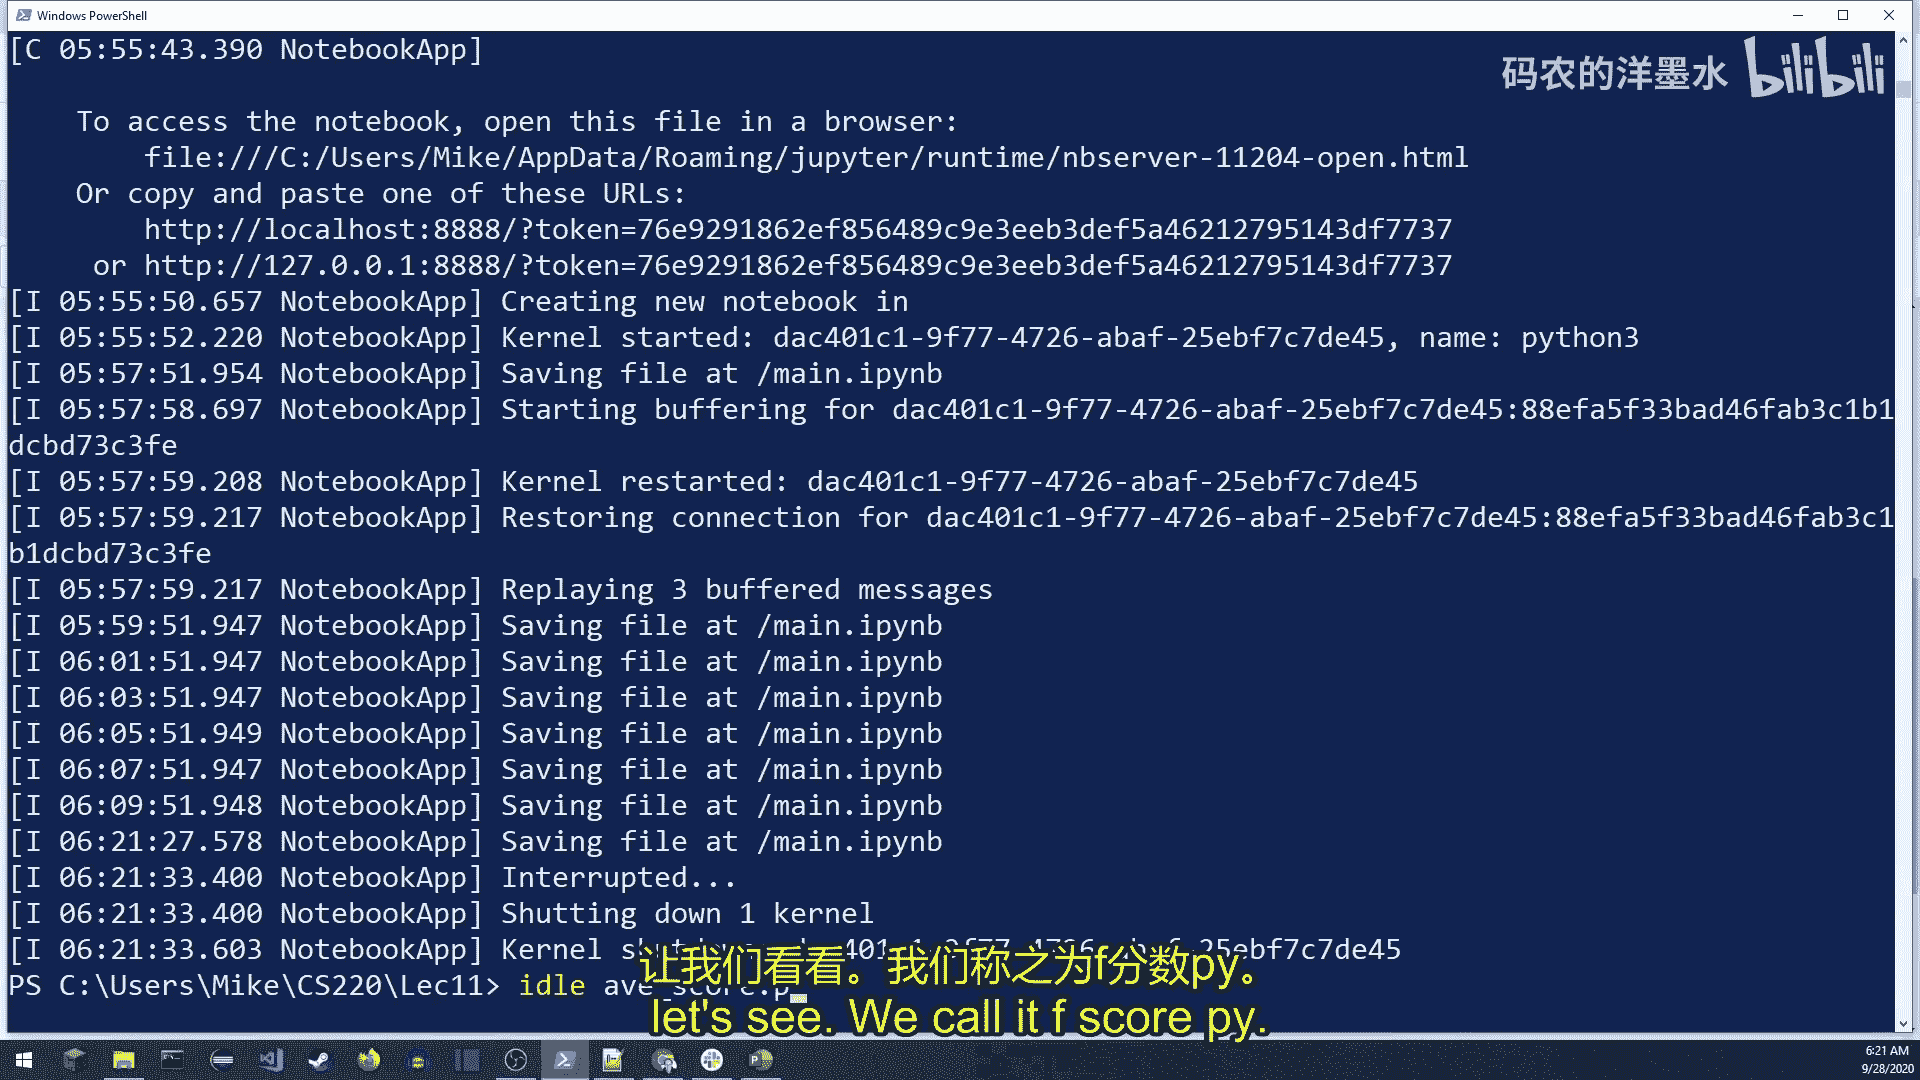 Windows PowerShell
[C 05:55:43.390 NotebookApp]
码农的洋墨水 bilibili
To access the notebook, open this file in a browser:
file:///C:/Users/Mike/AppData/Roaming/jupyter/runtime/nbserver-11204-open.html
Or copy and paste one of these URLs:
http://localhost:8888/?token=76e9291862ef856489c9e3eeb3def5a46212795143df7737
or http://127.0.0.1:8888/?token=76e9291862ef856489c9e3eeb3def5a46212795143df7737
[I 05:55:50.657 NotebookApp] Creating new notebook in
[I 05:55:52.220 NotebookApp] Kernel started: dac401c1-9f77-4726-abaf-25ebf7c7de45, name: python3
[I 05:57:51.954 NotebookApp] Saving file at /main.ipynb
[I 05:57:58.697 NotebookApp] Starting buffering for dac401c1-9f77-4726-abaf-25ebf7c7de45:88efa5f33bad46fab3c1b1
dcbd73c3fe
[I 05:57:59.208 NotebookApp] Kernel restarted: dac401c1-9f77-4726-abaf-25ebf7c7de45
[I 05:57:59.217 NotebookApp] Restoring connection for dac401c1-9f77-4726-abaf-25ebf7c7de45:88efa5f33bad46fab3c1
b1dcbd73c3fe
[I 05:57:59.217 NotebookApp] Replaying 3 buffered messages
[I 05:59:51.947 NotebookApp] Saving file at /main.ipynb
[I 06:01:51.947 NotebookApp] Saving file at /main.ipynb
[I 06:03:51.947 NotebookApp] Saving file at /main.ipynb
[I 06:05:51.949 NotebookApp] Saving file at /main.ipynb
[I 06:07:51.947 NotebookApp] Saving file at /main.ipynb
[I 06:09:51.948 NotebookApp] Saving file at /main.ipynb
[I 06:21:27.578 NotebookApp] Saving file at /main.ipynb
[I 06:21:33.400 NotebookApp] Interrupted...
[I 06:21:33.400 NotebookApp] Shutting down 1 kernel
[I 06:21:33.603 NotebookApp] Kernel
PS C:\Users\Mike\CS220\Lec11> idle ave_score.p
让我们看看。我们称之为f分数py。
let's see. We call it f score py.
6:21 AM
9/28/2020